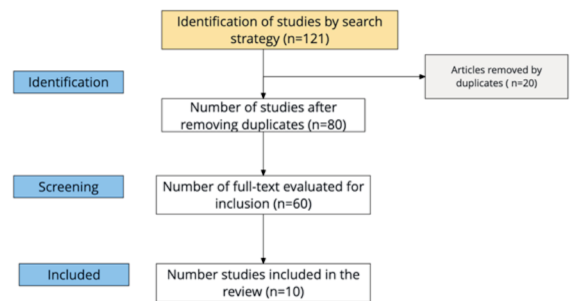 Identification of studies by search
strategy (n=121)
Articles removed by
duplicates ( n=20)
Identification
Number of studies after
removing duplicates (n=80)
Screening
Number of full-text evaluated for
inclusion (n=60)
Included
Number studies included in the
review (n=10)